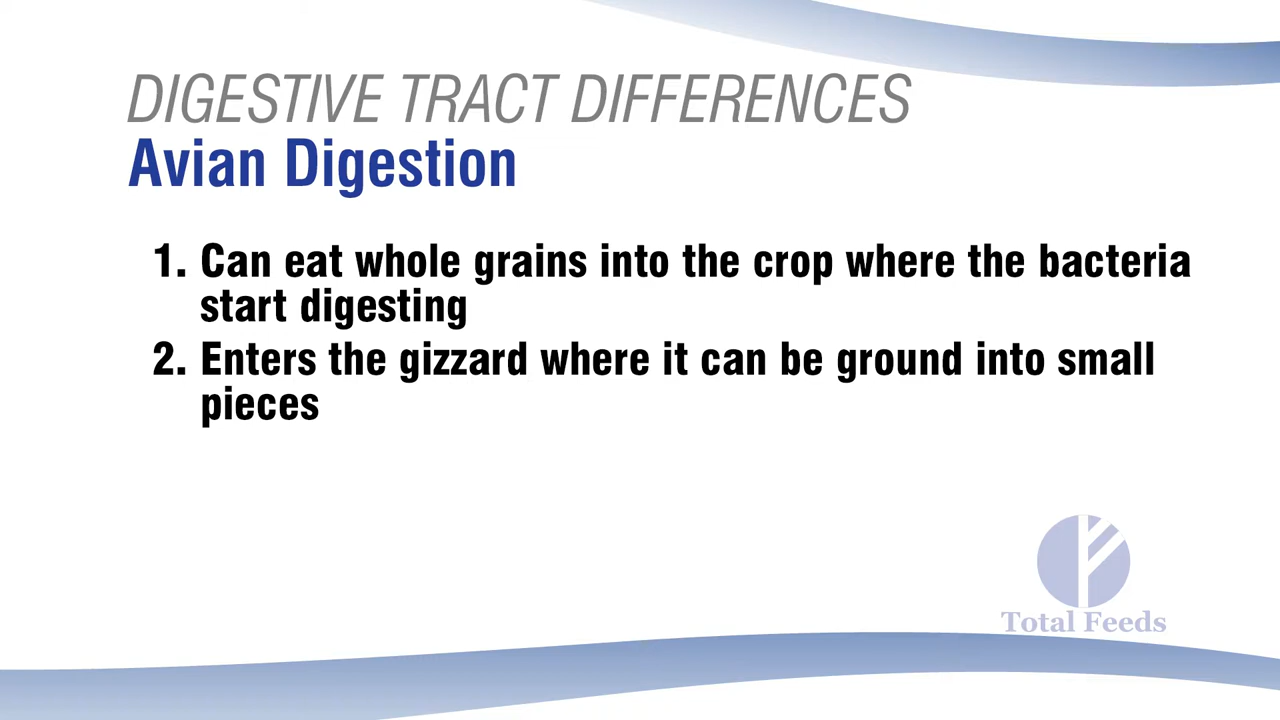 DIGESTIVE TRACT DIFFERENCES
Avian Digestion
1. Can eat whole grains into the crop where the bacteria
start digesting
2. Enters the gizzard where it can be ground into small
pieces
Total Feeds